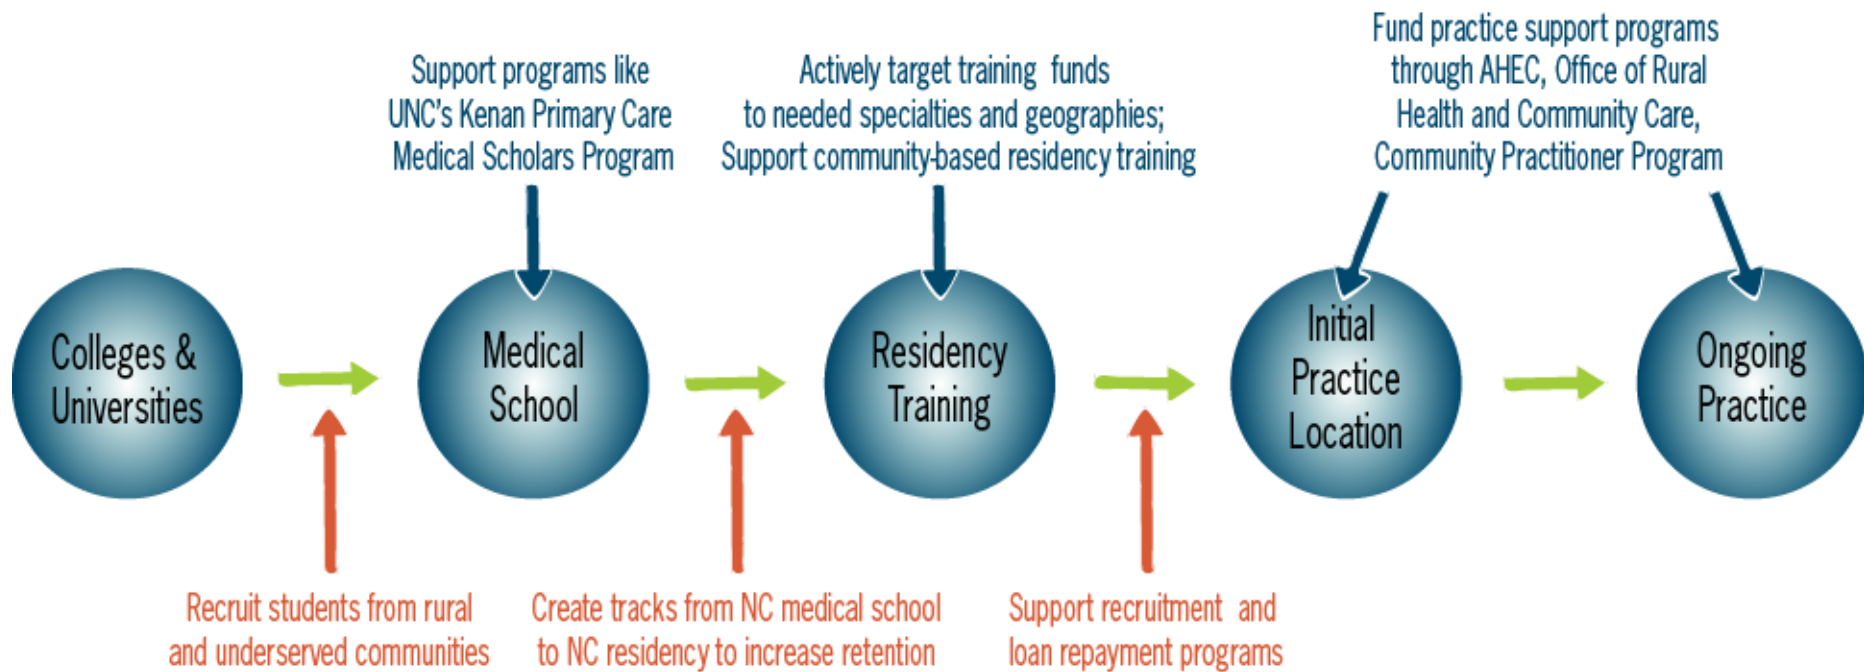 Support programs like
UNC's Kenan Primary Care
Medical Scholars Program
Actively target training funds
to needed specialties and geographies;
Support community-based residency training
Fund practice support programs
through AHEC, Office of Rural
Health and Community Care,
Community Practitioner Program
Colleges &
Universities
Medical
School
Residency
Training
Initial
Practice
Location
Ongoing
Practice
Recruit students from rural
and underserved communities
Create tracks from NC medical school
to NC residency to increase retention
Support recruitment and
loan repayment programs